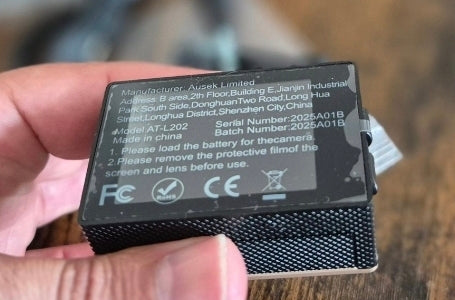 Manufacturer: Ausek Limited
Address: B area,2th Floor,Building E,Jianjin Industrial
Park,South Side,DonghuanTwo Road,Long Hua
Street,Longhua District,Shenzhen City,China
Model AT-L202 Serial Number:2025A01B
Made in china Batch Number:2025A01B
1. Please load the battery for thecamera.
2.Please remove the protective filmof the
screen and lens before use.
FC CE